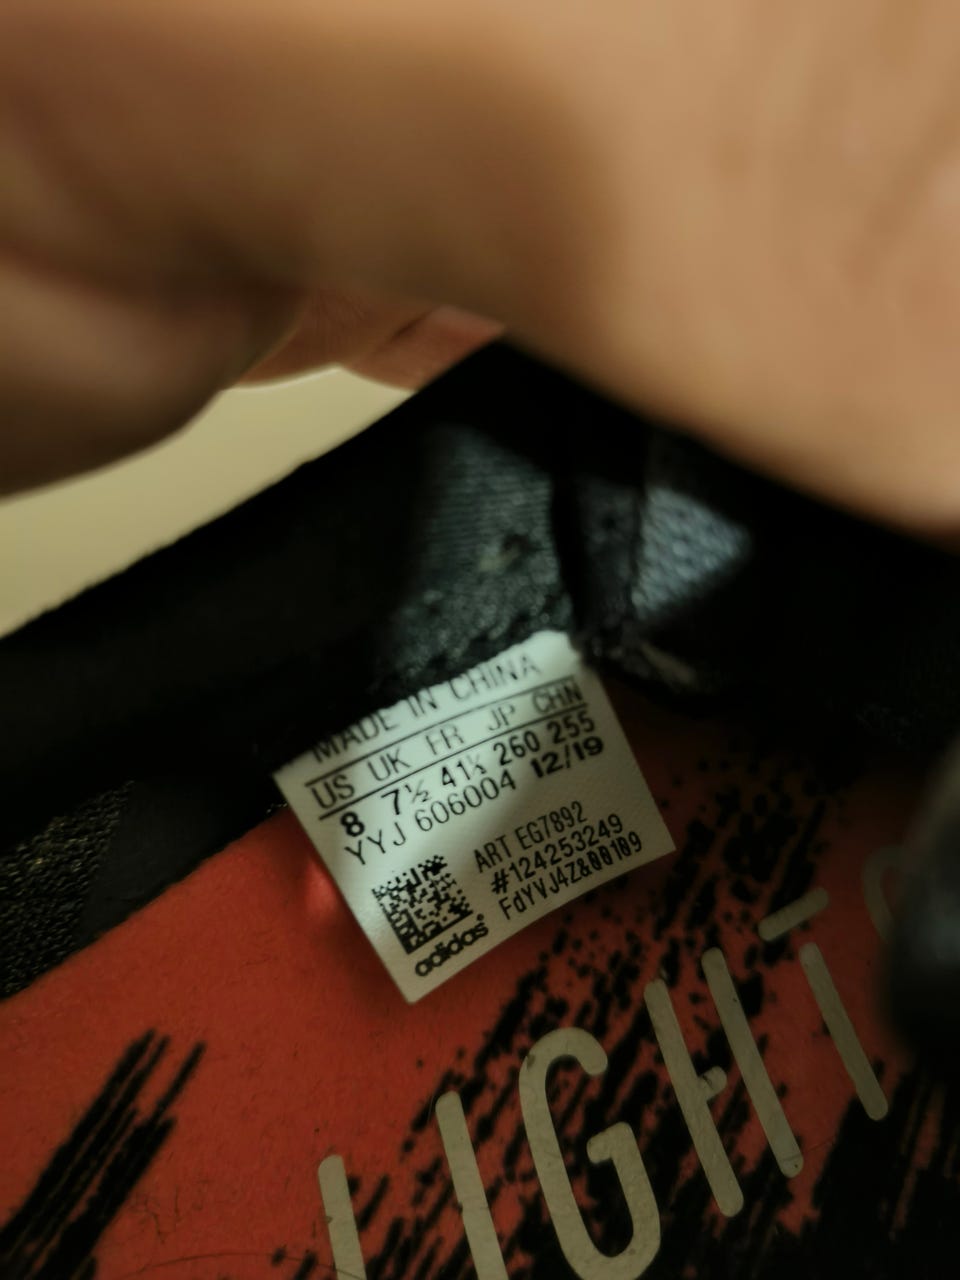 MADE IN CHINA
US UK FR JP CHN
8 7½ 41⅓ 260 255
YYJ 606004 12/19
ART EG7892
#124253249
FdYVJ4Z&00109
adidas
LIGHT